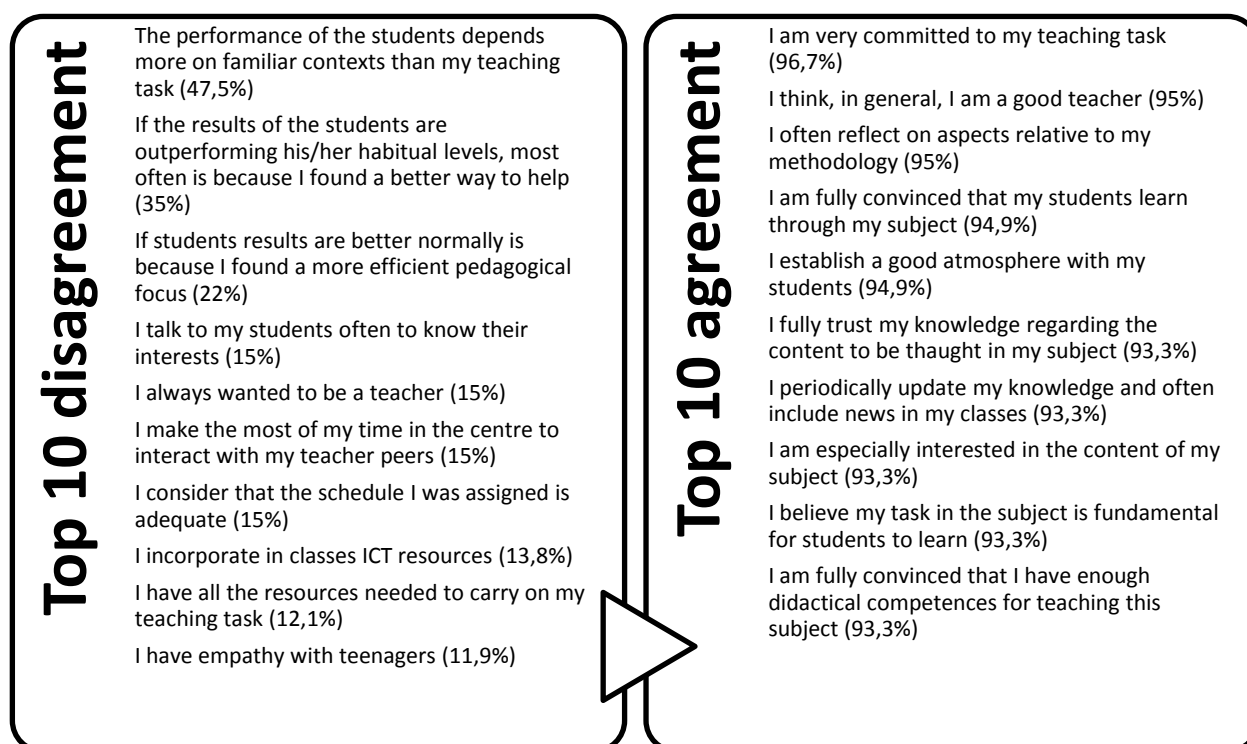 Top 10 disagreement
The performance of the students depends
more on familiar contexts than my teaching
task (47,5%)
If the results of the students are
outperforming his/her habitual levels, most
often is because I found a better way to help
(35%)
If students results are better normally is
because I found a more efficient pedagogical
focus (22%)
I talk to my students often to know their
interests (15%)
I always wanted to be a teacher (15%)
I make the most of my time in the centre to
interact with my teacher peers (15%)
I consider that the schedule I was assigned is
adequate (15%)
I incorporate in classes ICT resources (13,8%)
I have all the resources needed to carry on my
teaching task (12,1%)
I have empathy with teenagers (11,9%)
Top 10 agreement
I am very committed to my teaching task
(96,7%)
I think, in general, I am a good teacher (95%)
I often reflect on aspects relative to my
methodology (95%)
I am fully convinced that my students learn
through my subject (94,9%)
I establish a good atmosphere with my
students (94,9%)
I fully trust my knowledge regarding the
content to be thaught in my subject (93,3%)
I periodically update my knowledge and often
include news in my classes (93,3%)
I am especially interested in the content of my
subject (93,3%)
I believe my task in the subject is fundamental
for students to learn (93,3%)
I am fully convinced that I have enough
didactical competences for teaching this
subject (93,3%)